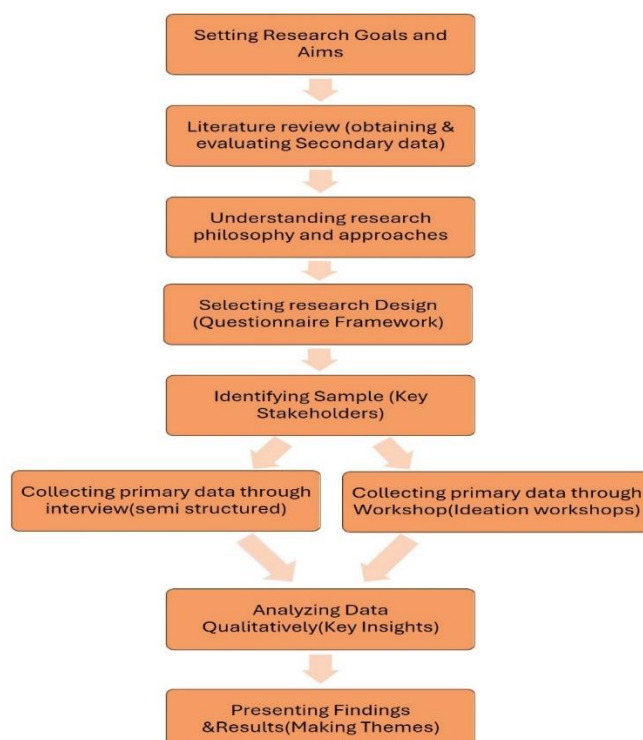 Setting Research Goals and
Aims
Literature review (obtaining &
evaluating Secondary data)
Understanding research
philosophy and approaches
Selecting research Design
(Questionnaire Framework)
Identifying Sample (Key
Stakeholders)
Collecting primary data through
interview(semi structured)
Collecting primary data through
Workshop(Ideation workshops)
Analyzing Data
Qualitatively(Key Insights)
Presenting Findings
&Results(Making Themes)